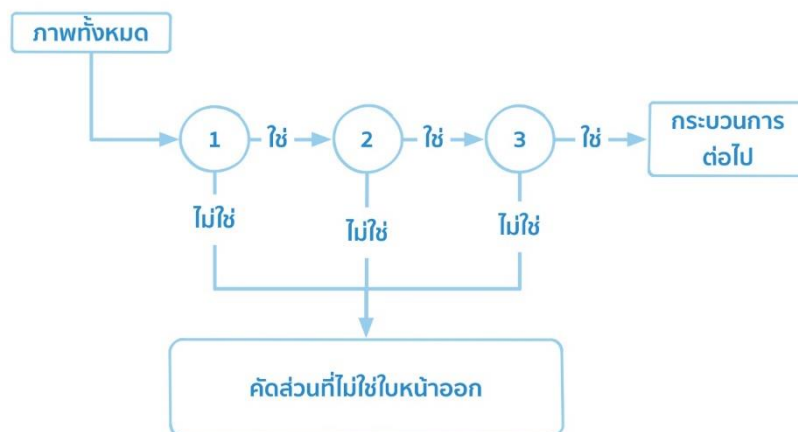 ภาพทั้งหมด
1
ใช่
2
ใช่
3
ใช่
กระบวนการ
ต่อไป
ไม่ใช่
ไม่ใช่
ไม่ใช่
คัดส่วนที่ไม่ใช่ใบหน้าออก